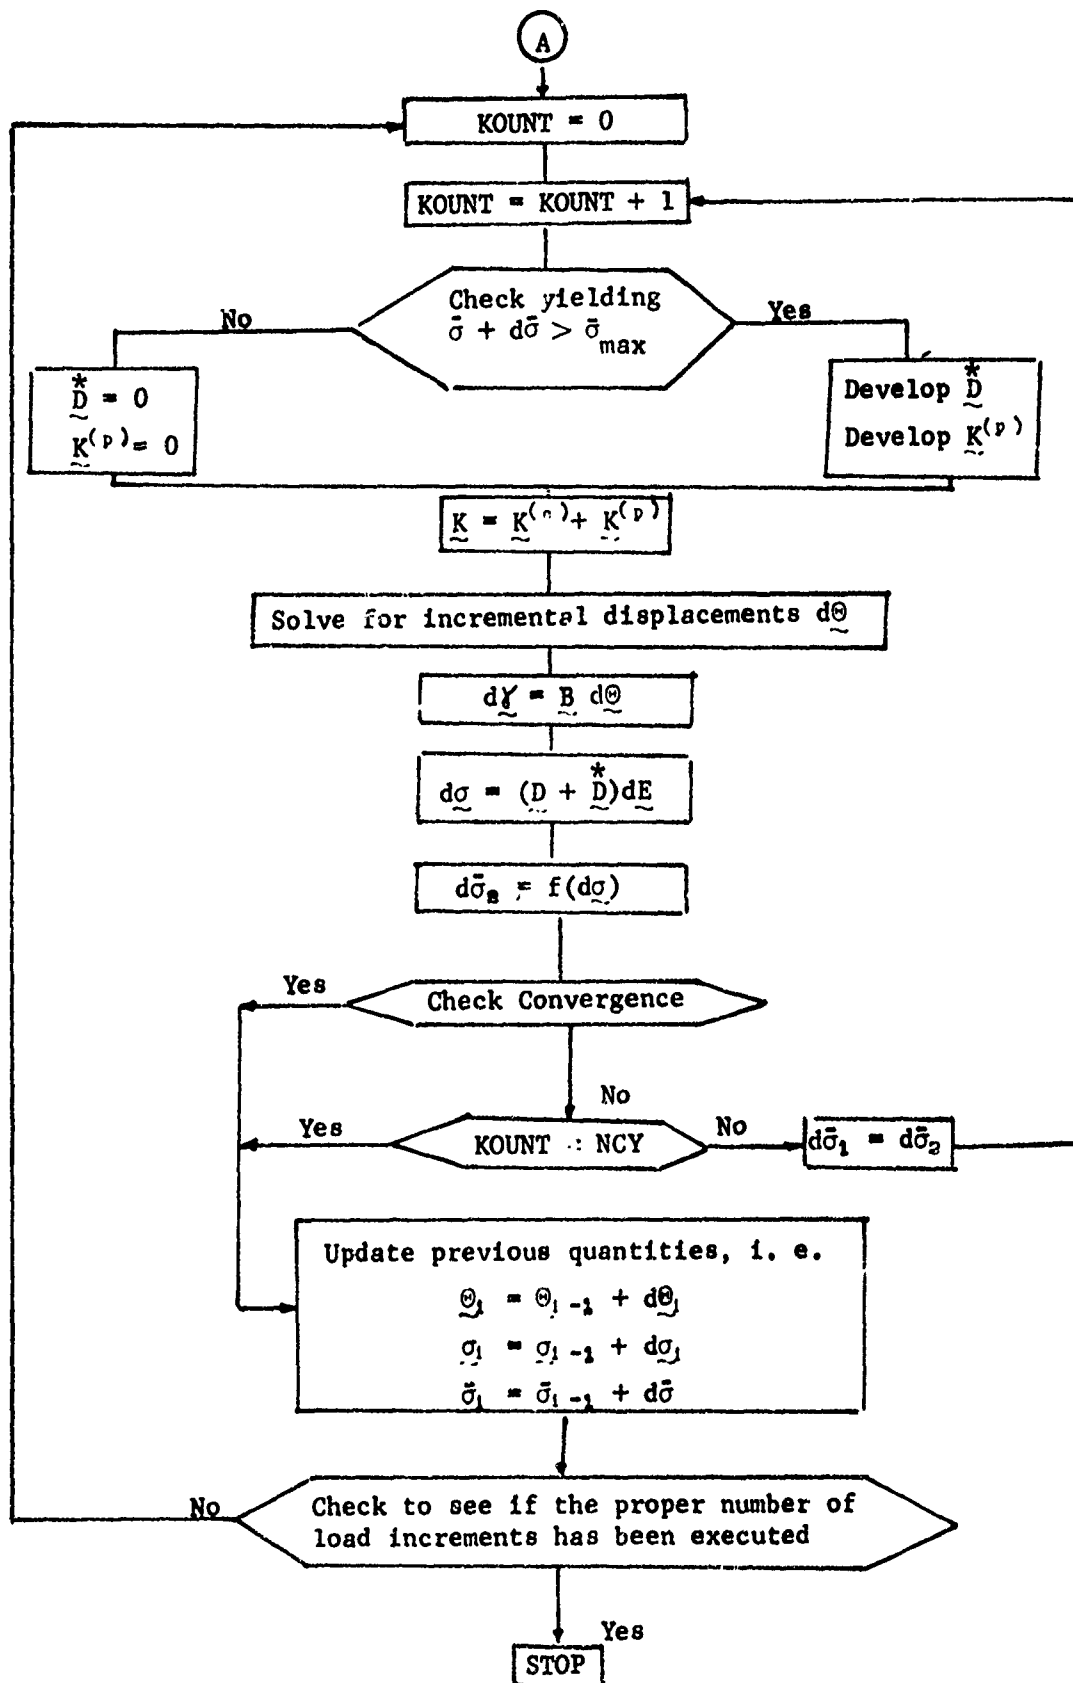 A
KOUNT = 0
KOUNT = KOUNT + 1
Check yielding
σ̄ + dσ̄ > σ̄max
No
Yes
D* = 0
K(p) = 0
Develop D*
Develop K(p)
K = K( ) + K(p)
Solve for incremental displacements dΘ
dγ = B dΘ
dσ = (D + D*)dE
dσ̄ = f(dσ)
Yes
Check Convergence
No
Yes
KOUNT : NCY
No
dσ̄1 = dσ̄2
Update previous quantities, i. e.
Θi = Θi-1 + dΘi
σi = σi-1 + dσi
σ̄i = σ̄i-1 + dσ̄
No
Check to see if the proper number of
load increments has been executed
Yes
STOP